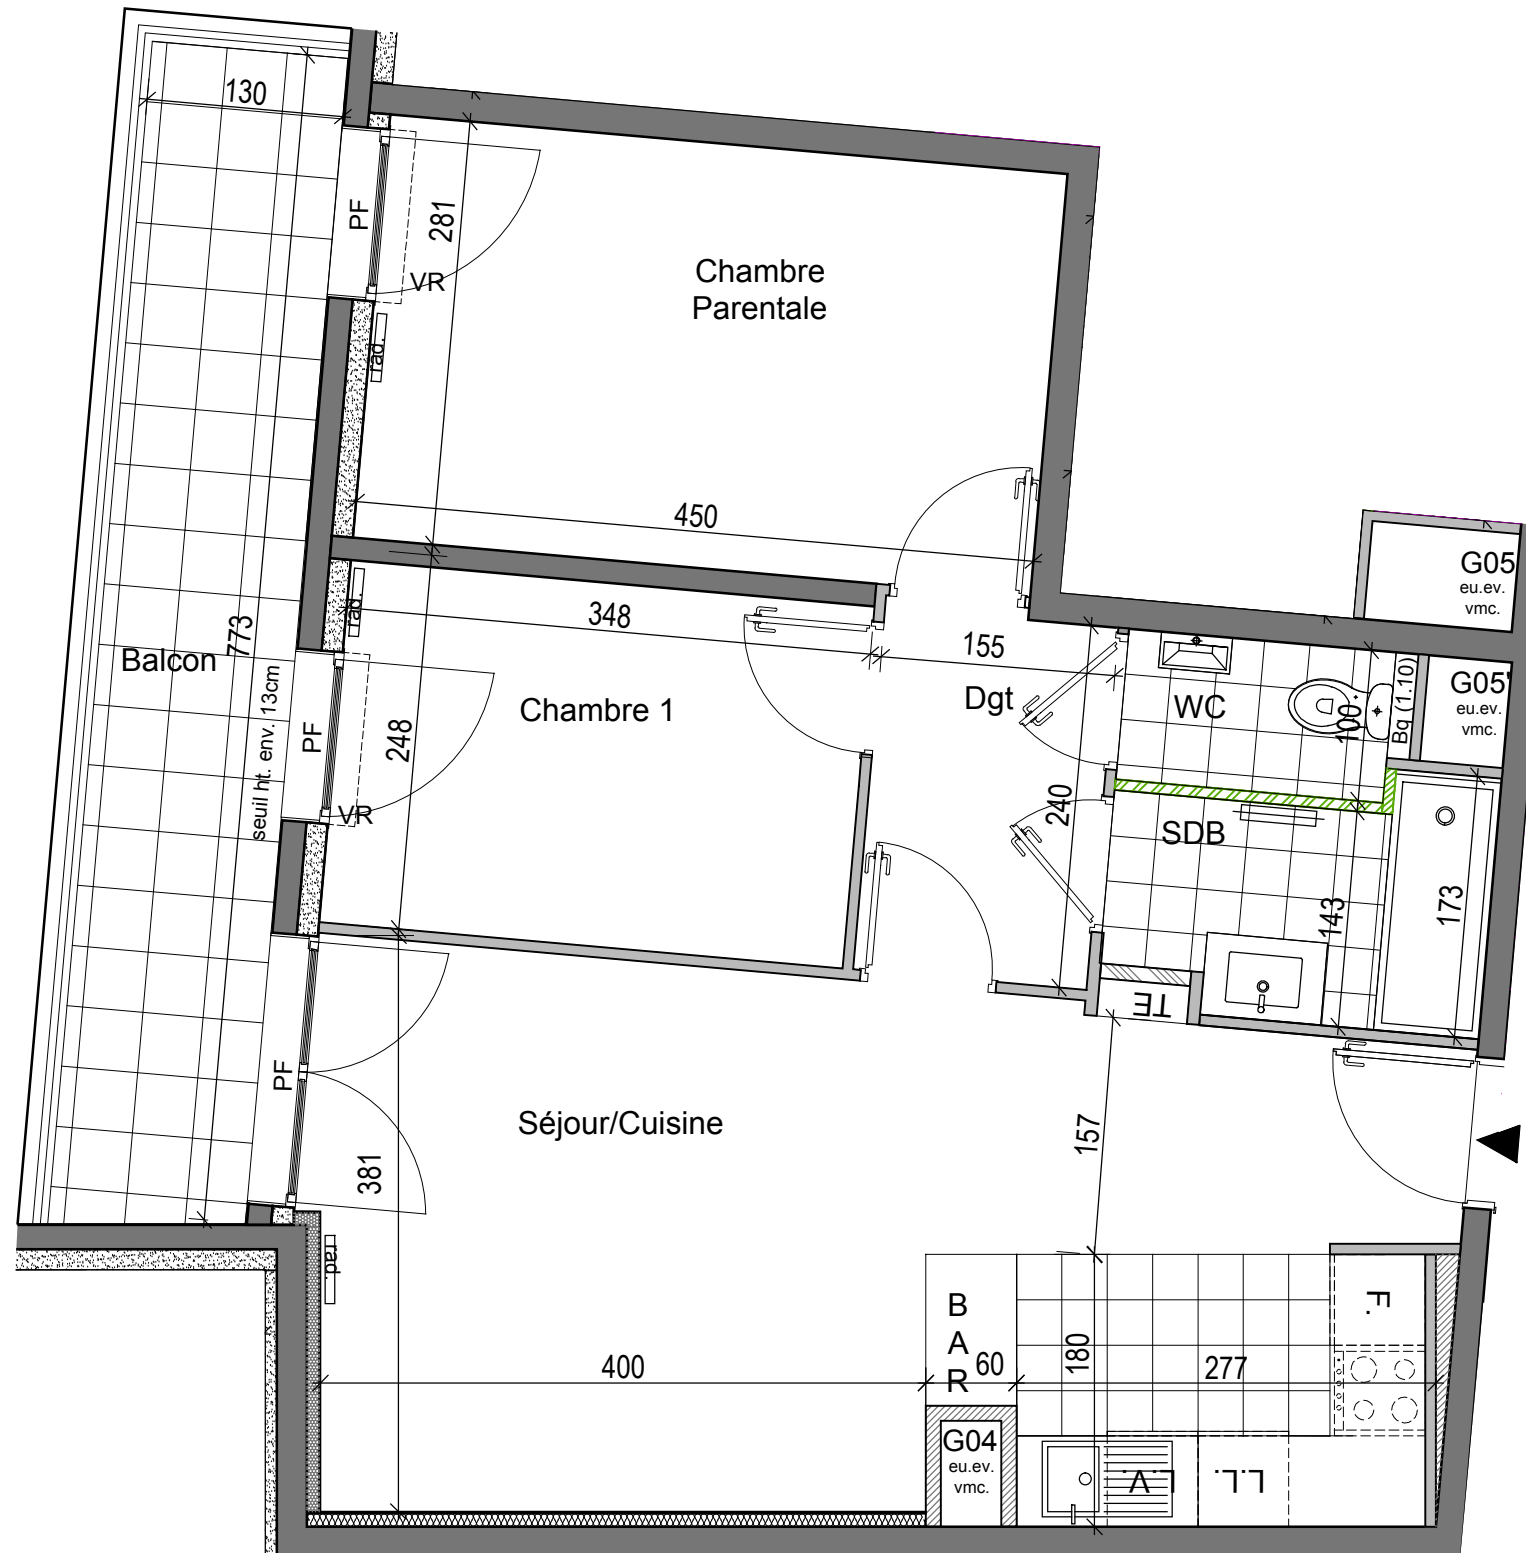 130
PF
281
VR
rad.
Chambre
Parentale
450
G05
eu.ev.
vmc.
348
rad.
155
773
Balcon
seuil ht. env. 13cm
PF
248
VR
Chambre 1
Dgt
WC
100
Bq (1.10)
G05'
eu.ev.
vmc.
240
SDB
143
173
TE
PF
Séjour/Cuisine
157
381
rad.
B
A
R
60
180
277
400
F.
G04
eu.ev.
vmc.
L.V.
L.L.